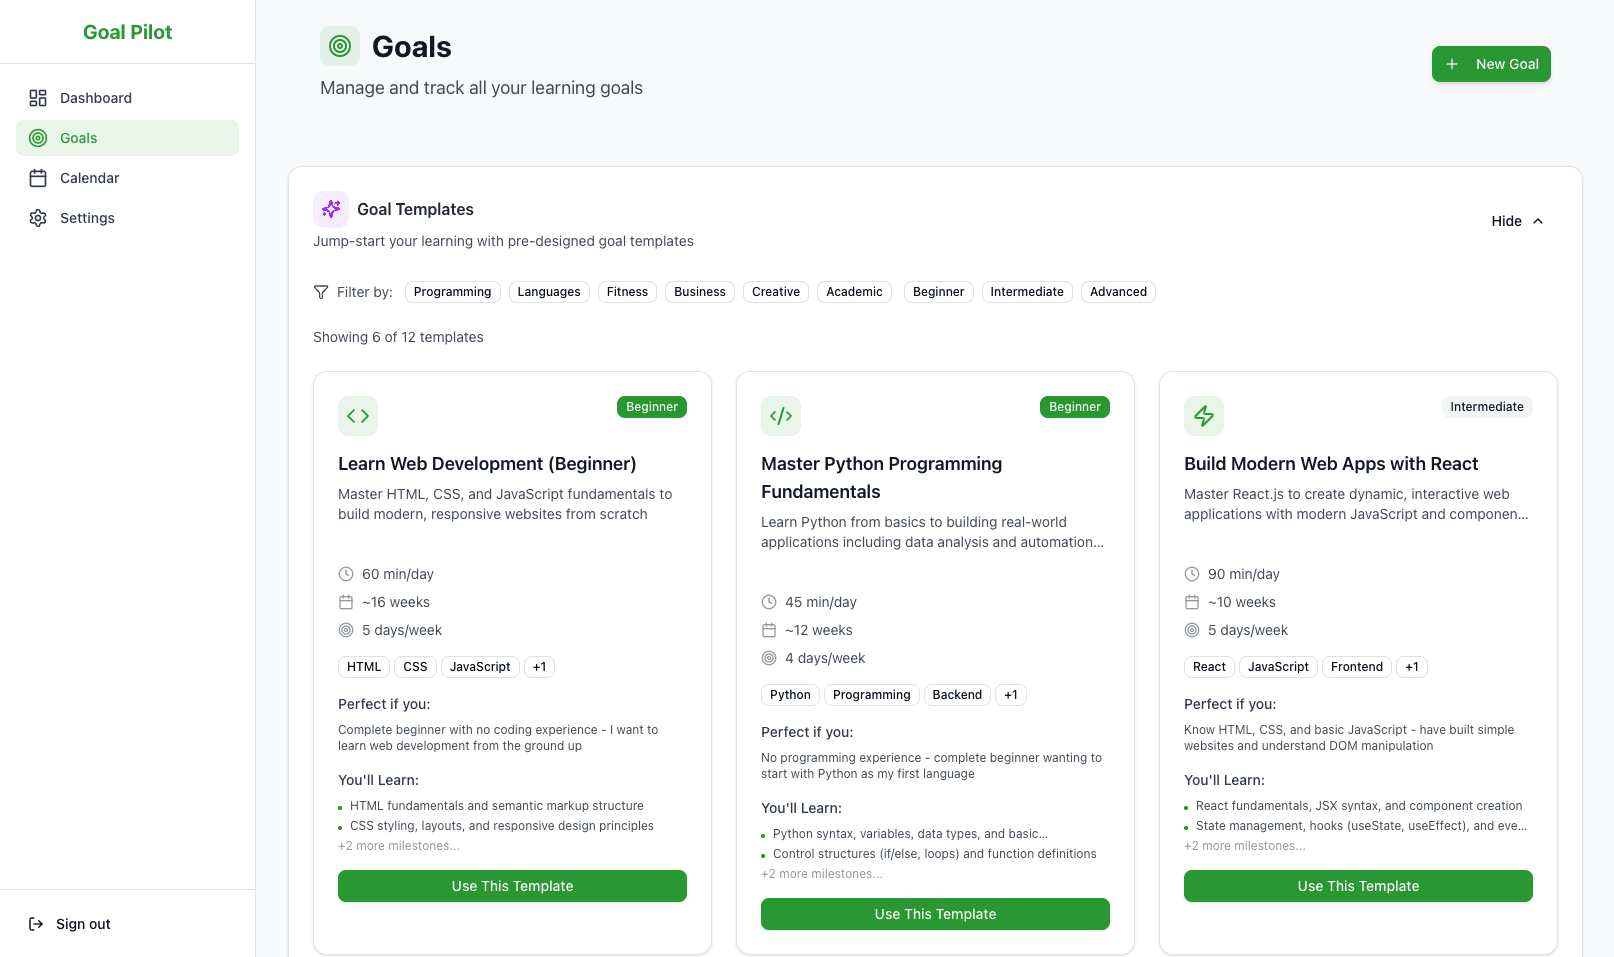 Goal Pilot
Dashboard
Goals
Calendar
Settings
Sign out
Goals
Manage and track all your learning goals
New Goal
Goal Templates
Jump-start your learning with pre-designed goal templates
Hide
Filter by: Programming Languages Fitness Business Creative Academic Beginner Intermediate Advanced
Showing 6 of 12 templates
Beginner
Learn Web Development (Beginner)
Master HTML, CSS, and JavaScript fundamentals to
build modern, responsive websites from scratch
60 min/day
~16 weeks
5 days/week
HTML CSS JavaScript +1
Perfect if you:
Complete beginner with no coding experience - I want to
learn web development from the ground up
You'll Learn:
HTML fundamentals and semantic markup structure
CSS styling, layouts, and responsive design principles
+2 more milestones...
Use This Template
Beginner
Master Python Programming
Fundamentals
Learn Python from basics to building real-world
applications including data analysis and automation...
45 min/day
~12 weeks
4 days/week
Python Programming Backend +1
Perfect if you:
No programming experience - complete beginner wanting to
start with Python as my first language
You'll Learn:
Python syntax, variables, data types, and basic...
Control structures (if/else, loops) and function definitions
+2 more milestones...
Use This Template
Intermediate
Build Modern Web Apps with React
Master React.js to create dynamic, interactive web
applications with modern JavaScript and componen...
90 min/day
~10 weeks
5 days/week
React JavaScript Frontend +1
Perfect if you:
Know HTML, CSS, and basic JavaScript - have built simple
websites and understand DOM manipulation
You'll Learn:
React fundamentals, JSX syntax, and component creation
State management, hooks (useState, useEffect), and eve...
+2 more milestones...
Use This Template